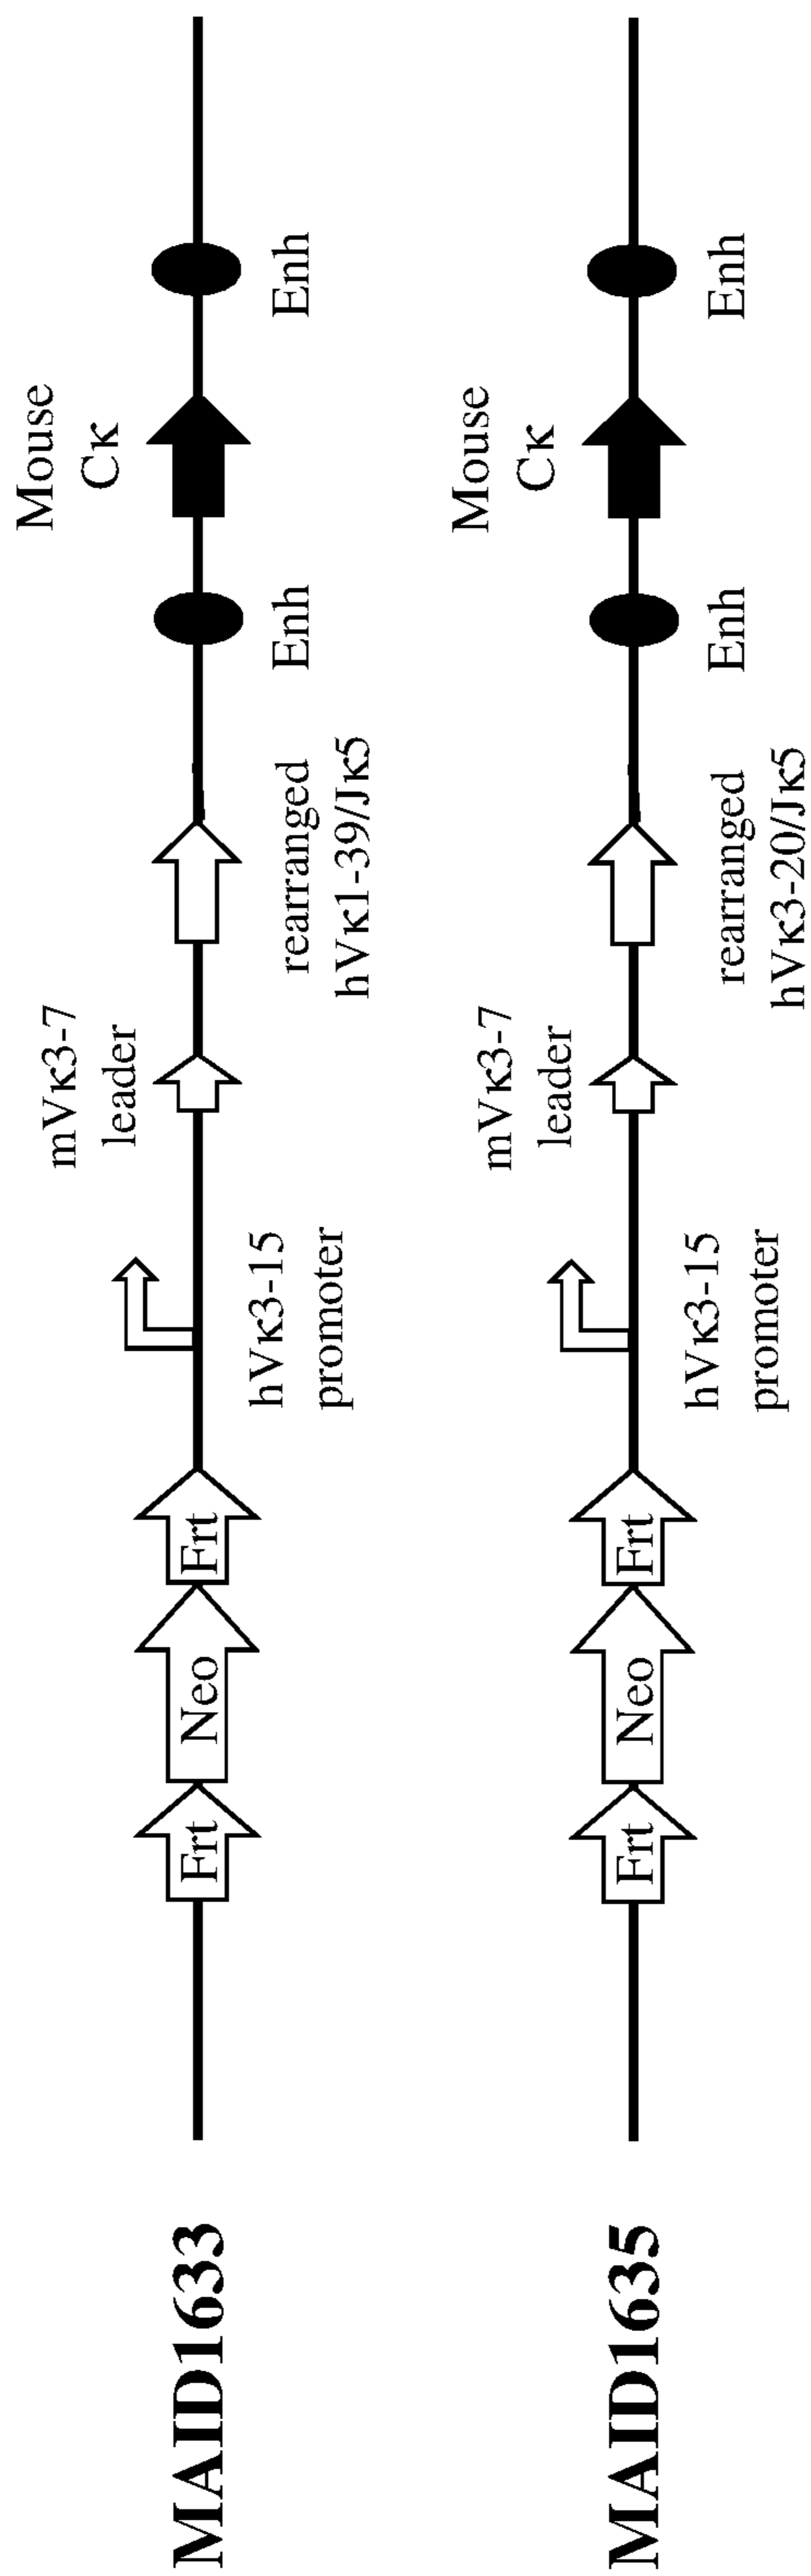 MAID1633
Frt
Neo
Frt
hVκ3-15
promoter
mVκ3-7
leader
rearranged
hVκ1-39/Jκ5
Enh
Mouse
Cκ
Enh
MAID1635
Frt
Neo
Frt
hVκ3-15
promoter
mVκ3-7
leader
rearranged
hVκ3-20/Jκ5
Enh
Mouse
Cκ
Enh